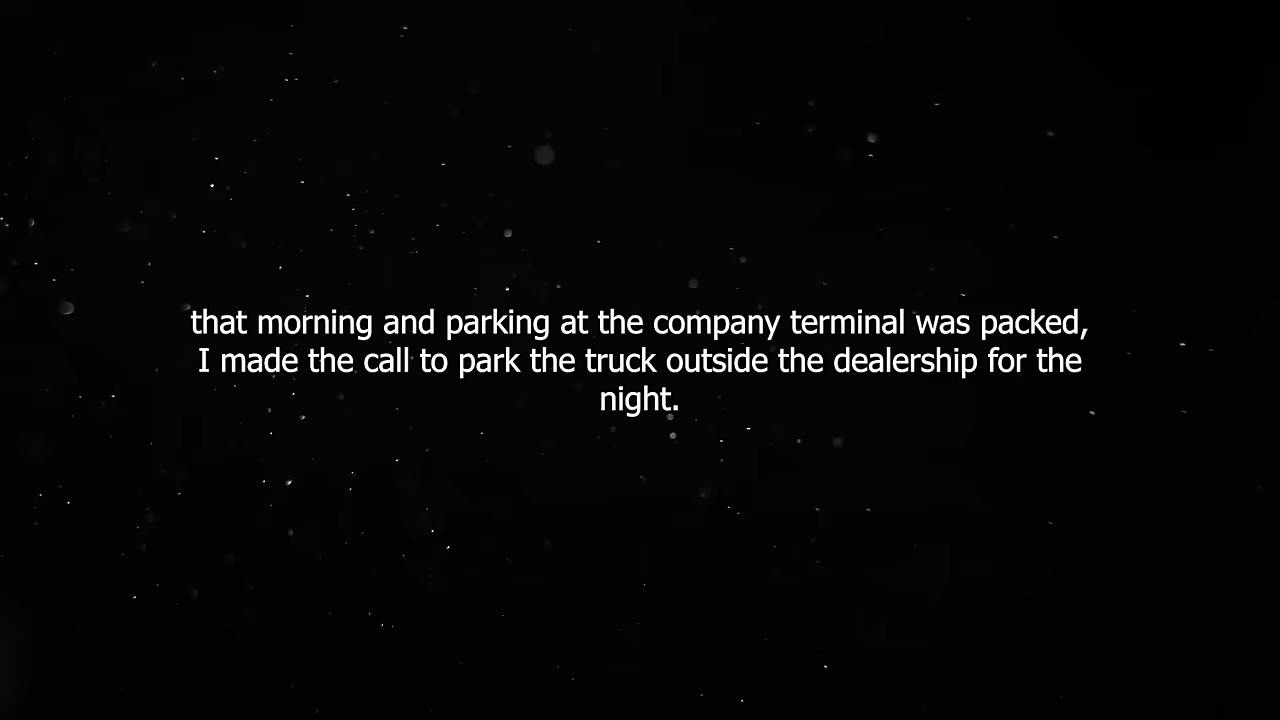 that morning and parking at the company terminal was packed,
I made the call to park the truck outside the dealership for the
night.